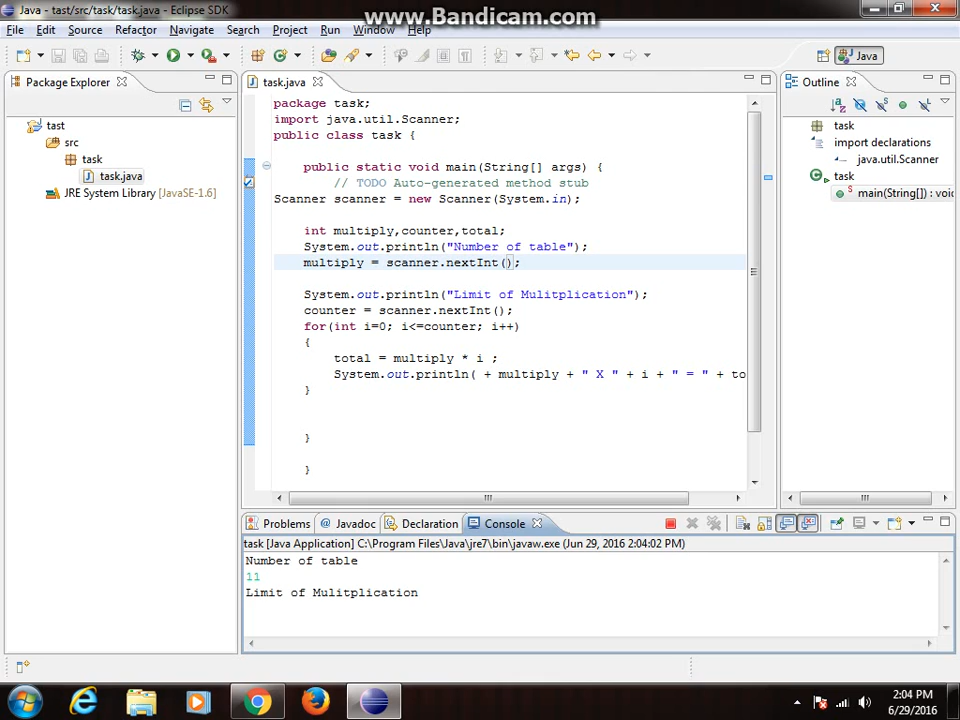 Java - tast/src/task/task.java - Eclipse SDK
www.Bandicam.com
File Edit Source Refactor Navigate Search Project Run Window Help
Java
Package Explorer
task.java
Outline
tast
src
task
task.java
JRE System Library [JavaSE-1.6]
package task;
import java.util.Scanner;
public class task {
public static void main(String[] args) {
// TODO Auto-generated method stub
Scanner scanner = new Scanner(System.in);
int multiply,counter,total;
System.out.println("Number of table");
multiply = scanner.nextInt();
System.out.println("Limit of Mulitplication");
counter = scanner.nextInt();
for(int i=0; i<=counter; i++)
{
total = multiply * i ;
System.out.println( + multiply + " X " + i + " = " + to
}
}
}
task
import declarations
java.util.Scanner
task
main(String[]) : voic
Problems @ Javadoc Declaration Console
task [Java Application] C:\Program Files\Java\jre7\bin\javaw.exe (Jun 29, 2016 2:04:02 PM)
Number of table
11
Limit of Mulitplication
2:04 PM
6/29/2016